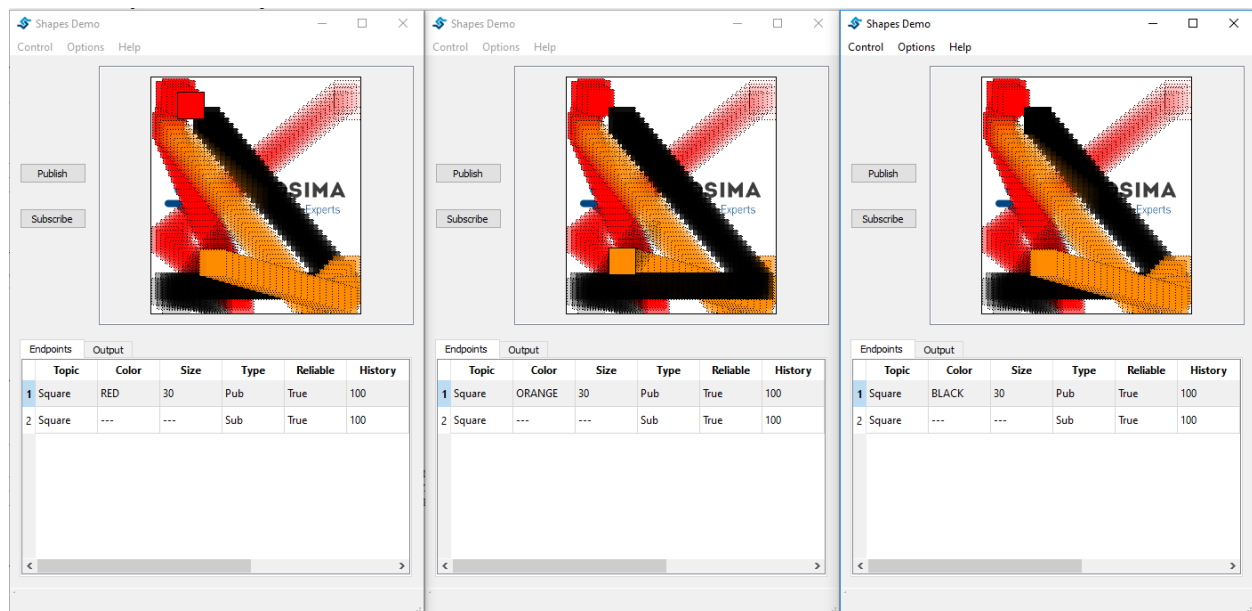 Shapes Demo
Control Options Help
Publish
SIMA
Experts
Subscribe
Endpoints Output
Topic Color Size Type Reliable History
1 Square RED 30 Pub True 100
2 Square --- --- Sub True 100
Shapes Demo
Control Options Help
Publish
SIMA
Experts
Subscribe
Endpoints Output
Topic Color Size Type Reliable History
1 Square ORANGE 30 Pub True 100
2 Square --- --- Sub True 100
Shapes Demo
Control Options Help
Publish
SIMA
Experts
Subscribe
Endpoints Output
Topic Color Size Type Reliable History
1 Square BLACK 30 Pub True 100
2 Square --- --- Sub True 100